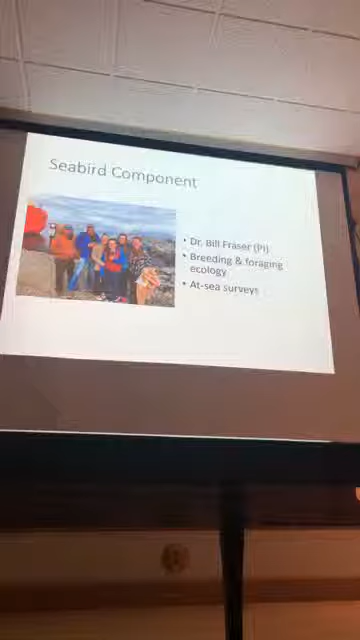 Seabird Component
• Dr. Bill Fraser (PI)
• Breeding & foraging
ecology
• At-sea surveys